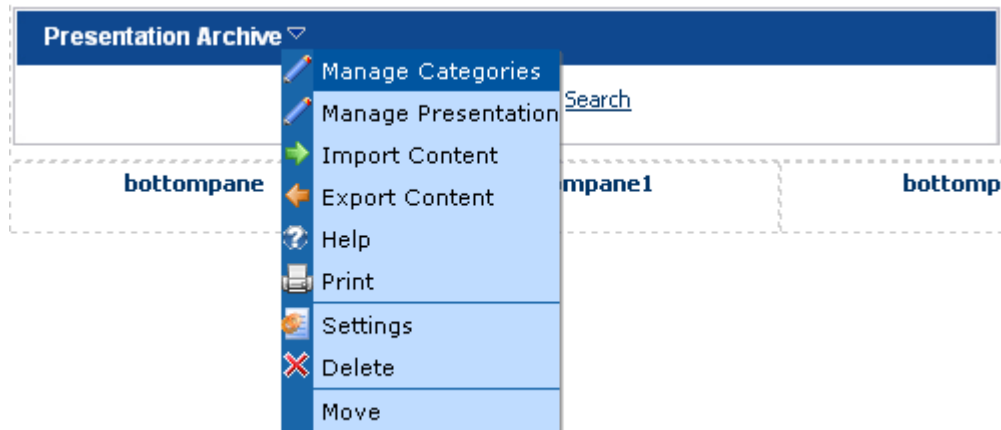 Presentation Archive
Manage Categories
Search
Manage Presentation
Import Content
bottompane
mpane1
bottomp
Export Content
Help
Print
Settings
Delete
Move